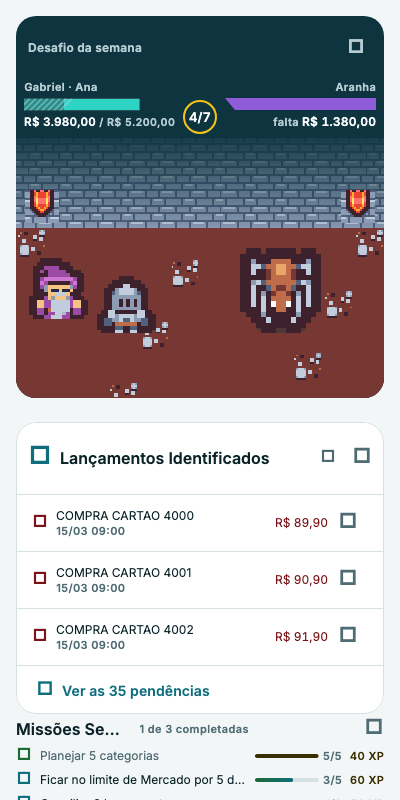 Desafio da semana
Gabriel · Ana
Aranha
R$ 3.980,00 / R$ 5.200,00
4/7
falta R$ 1.380,00
Lançamentos Identificados
COMPRA CARTAO 4000
R$ 89,90
15/03 09:00
COMPRA CARTAO 4001
R$ 90,90
15/03 09:00
COMPRA CARTAO 4002
R$ 91,90
15/03 09:00
Ver as 35 pendências
Missões Se...
1 de 3 completadas
Planejar 5 categorias
5/5 40 XP
Ficar no limite de Mercado por 5 d...
3/5 60 XP